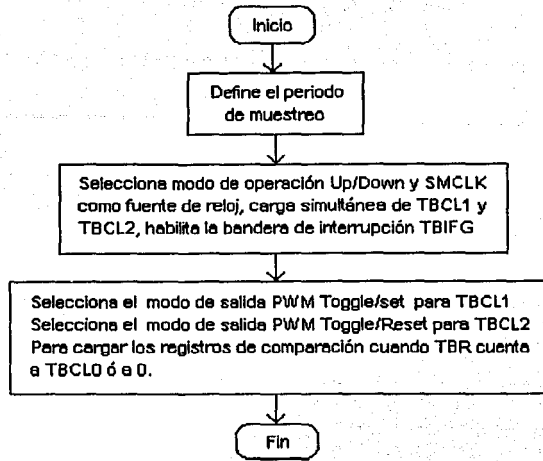 Inicio
Define el periodo
de muestreo
Selecciona modo de operación Up/Down y SMCLK
como fuente de reloj, carga simultánea de TBCL1 y
TBCL2, habilita la bandera de interrupción TBIFG
Selecciona el modo de salida PWM Toggle/set para TBCL1
Selecciona el modo de salida PWM Toggle/Reset para TBCL2
Para cargar los registros de comparación cuando TBR cuenta
a TBCL0 ó a 0.
Fin